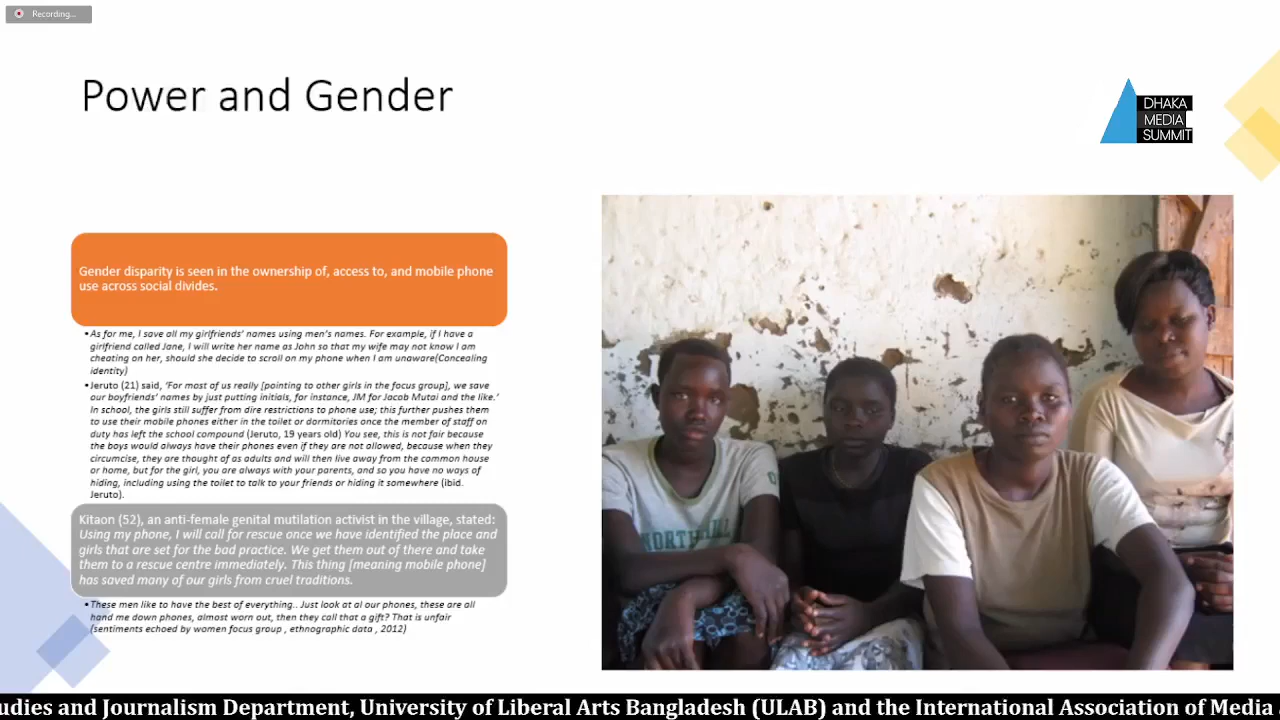 Recording...
Power and Gender
DHAKA
MEDIA
SUMMIT
Gender disparity is seen in the ownership of, access to, and mobile phone
use across social divides.
• As for me, I save all my girlfriends’ names using men’s names. For example, if I have a
girlfriend called Jane, I will write her name as John so that my wife may not know I am
cheating on her, should she decide to scroll on my phone when I am unaware(Concealing
identity)
• Jeruto (21) said, ‘For most of us really [pointing to other girls in the focus group], we save
our boyfriends’ names by just putting initials, for instance, JM for Jacob Mutai and the like.’
In school, the girls still suffer from dire restrictions to phone use; this further pushes them
to use their mobile phones either in the toilet or dormitories once the member of staff on
duty has left the school compound (Jeruto, 19 years old) You see, this is not fair because
the boys would always have their phones even if they are not allowed, because when they
circumcise, they are thought of as adults and will then live away from the common house
or home, but for the girl, you are always with your parents, and so you have no ways of
hiding, including using the toilet to talk to your friends or hiding it somewhere (ibid.
Jeruto).
Kitaon (52), an anti-female genital mutilation activist in the village, stated:
Using my phone, I will call for rescue once we have identified the place and
girls that are set for the bad practice. We get them out of there and take
them to a rescue centre immediately. This thing [meaning mobile phone]
has saved many of our girls from cruel traditions.
• These men like to have the best of everything.. Just look at al our phones, these are all
hand me down phones, almost worn out, then they call that a gift? That is unfair
(sentiments echoed by women focus group , ethnographic data , 2012)
udies and Journalism Department, University of Liberal Arts Bangladesh (ULAB) and the International Association of Media